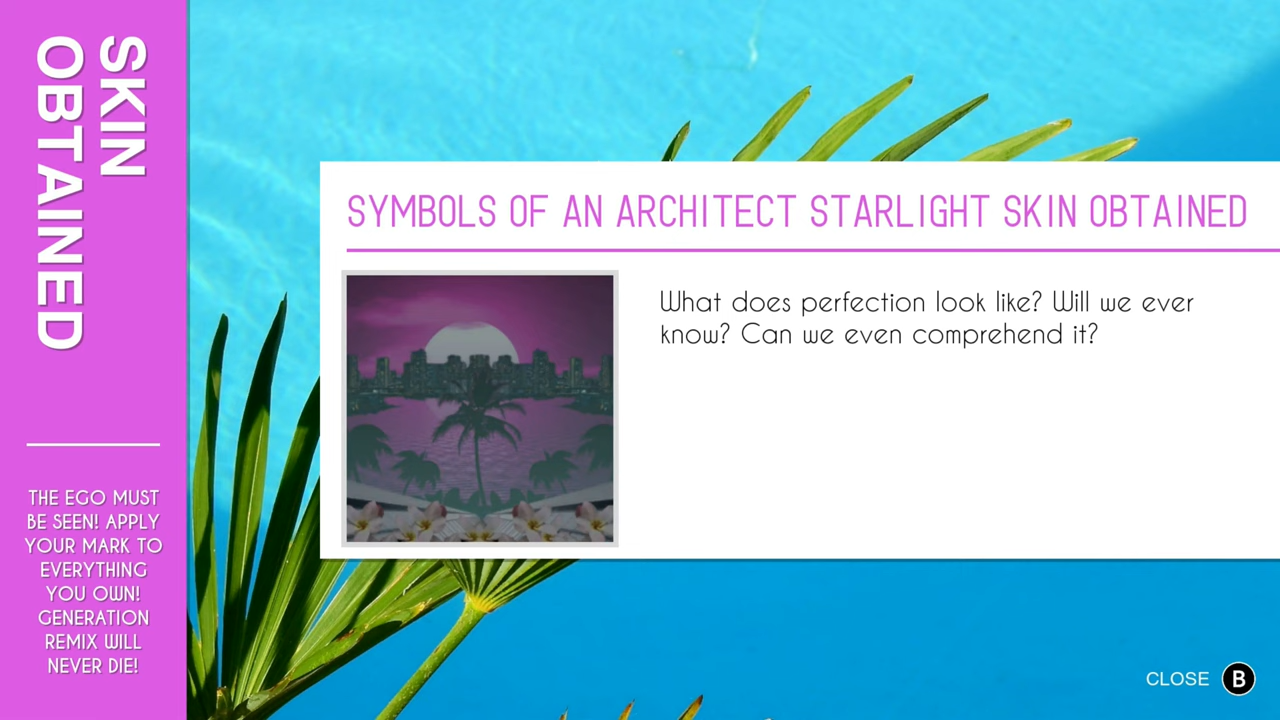 SKIN
OBTAINED
THE EGO MUST
BE SEEN! APPLY
YOUR MARK TO
EVERYTHING
YOU OWN!
GENERATION
REMIX WILL
NEVER DIE!
SYMBOLS OF AN ARCHITECT STARLIGHT SKIN OBTAINED
What does perfection look like? Will we ever
know? Can we even comprehend it?
CLOSE B